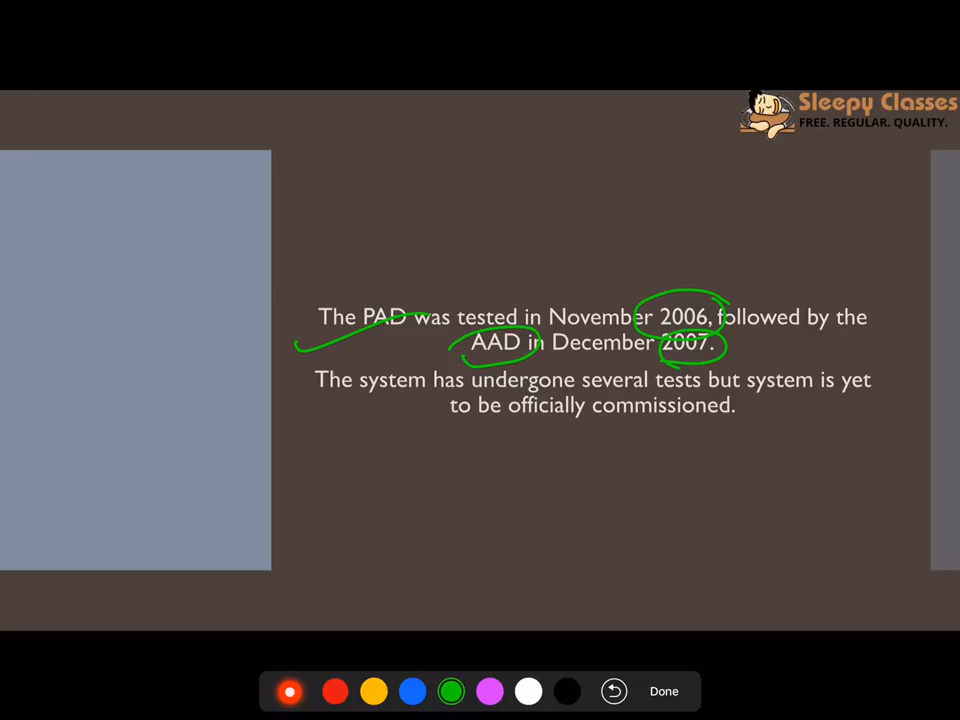 Sleepy Classes
FREE. REGULAR. QUALITY.
The PAD was tested in November 2006, followed by the
AAD in December 2007.
The system has undergone several tests but system is yet
to be officially commissioned.
Done